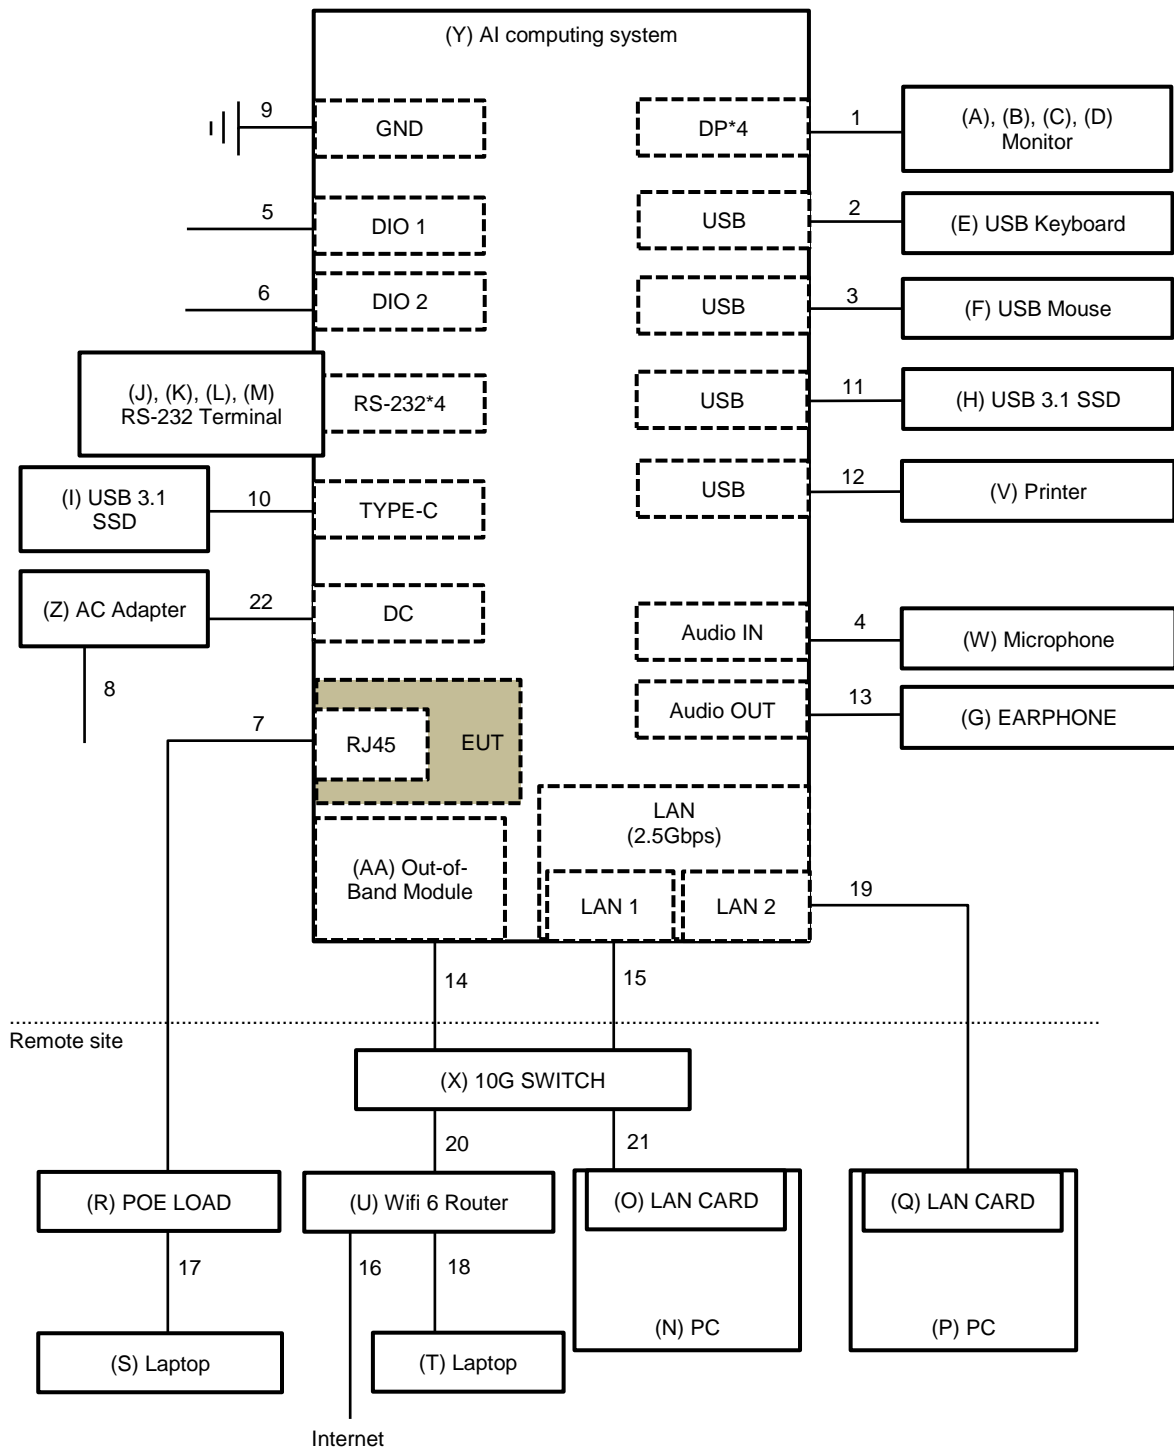 (Y) AI computing system
9
GND
DP*4
1
(A), (B), (C), (D)
Monitor
5
DIO 1
USB
2
(E) USB Keyboard
6
DIO 2
USB
3
(F) USB Mouse
(J), (K), (L), (M)
RS-232 Terminal
RS-232*4
USB
11
(H) USB 3.1 SSD
(I) USB 3.1
SSD
10
TYPE-C
USB
12
(V) Printer
(Z) AC Adapter
22
DC
8
Audio IN
4
(W) Microphone
Audio OUT
13
(G) EARPHONE
7
RJ45
EUT
LAN
(2.5Gbps)
(AA) Out-of-
Band Module
LAN 1
LAN 2
19
14
15
Remote site
(X) 10G SWITCH
20
21
(R) POE LOAD
(U) Wifi 6 Router
(O) LAN CARD
(Q) LAN CARD
17
16
18
(N) PC
(P) PC
(S) Laptop
(T) Laptop
Internet